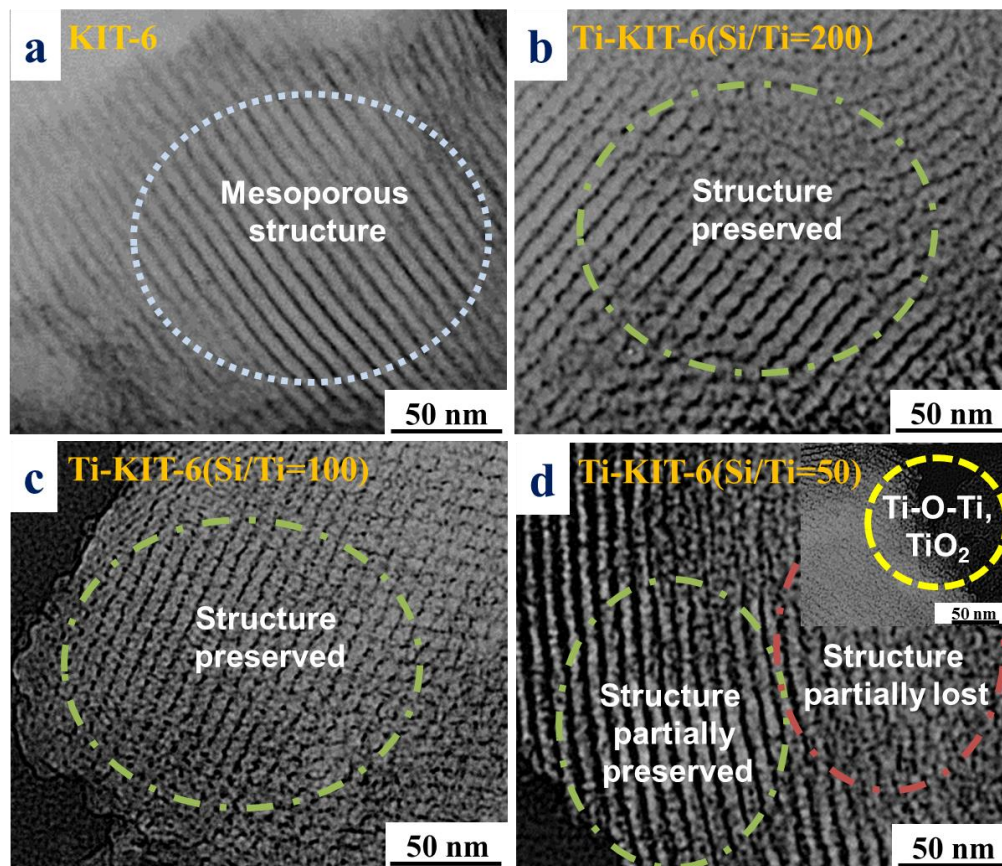 a
KIT-6
Mesoporous
structure
50 nm
b
Ti-KIT-6(Si/Ti=200)
Structure
preserved
50 nm
c
Ti-KIT-6(Si/Ti=100)
Structure
preserved
50 nm
d
Ti-KIT-6(Si/Ti=50)
Ti-O-Ti,
TiO₂
50 nm
Structure
partially lost
Structure
partially
preserved
50 nm